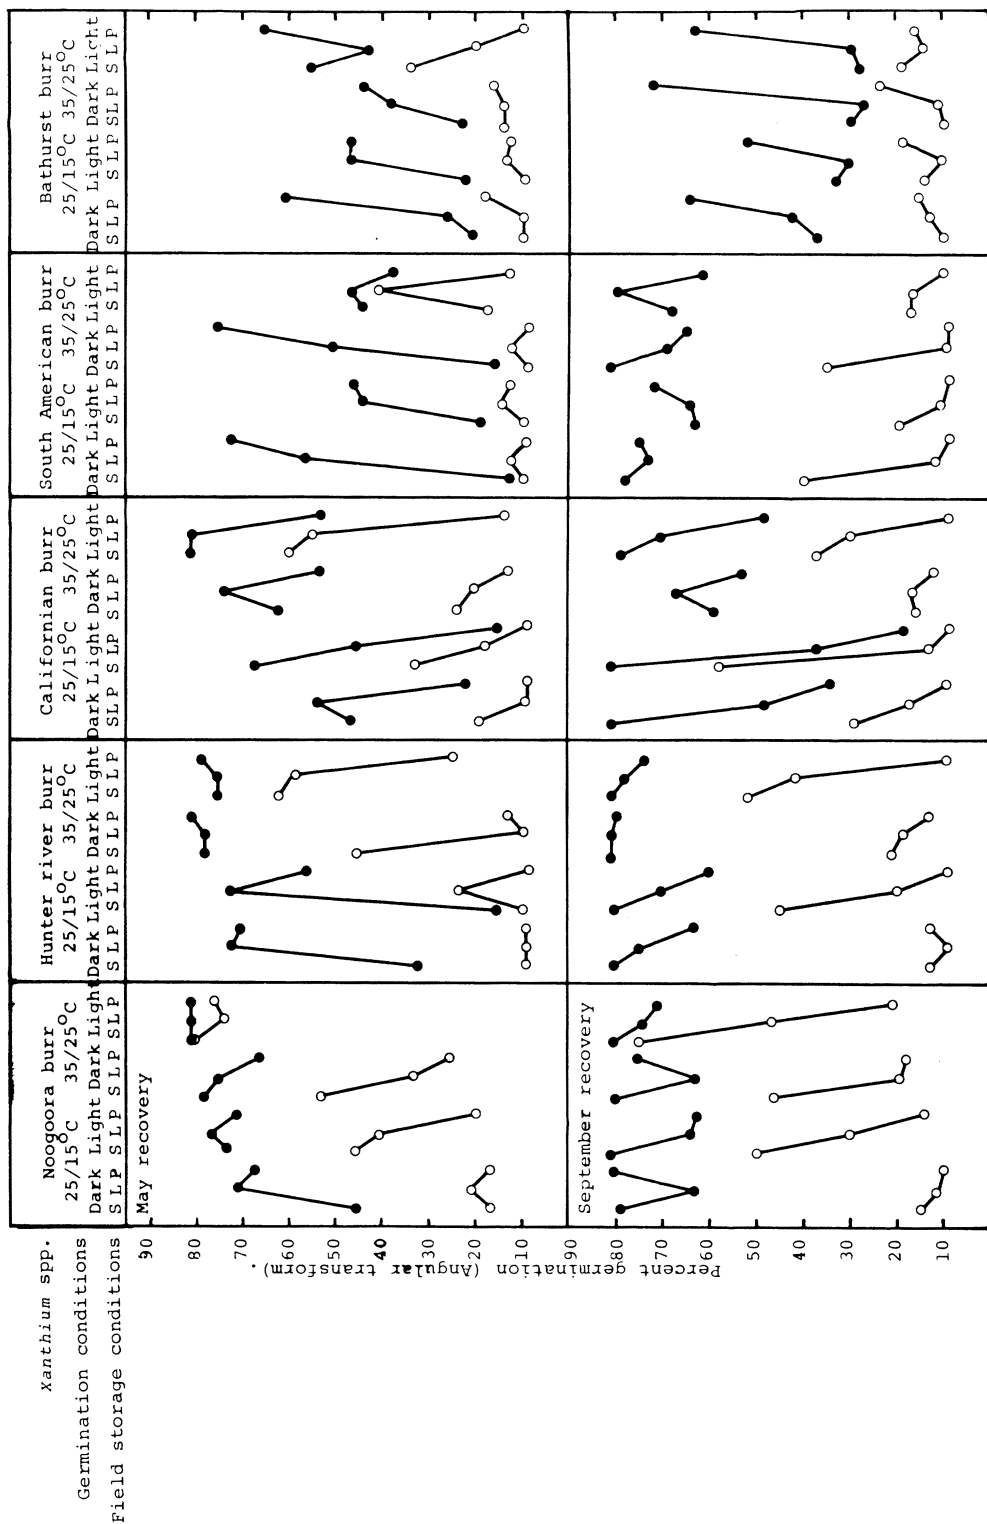 Xanthium spp.
Noogoora burr
Hunter river burr
Californian burr
South American burr
Bathurst burr
Germination conditions
25/15°C 35/25°C
25/15°C 35/25°C
25/15°C 35/25°C
25/15°C 35/25°C
25/15°C 35/25°C
Dark Light Dark Light
Dark Light Dark Light
Dark Light Dark Light
Dark Light Dark Light
Dark Light Dark Light
Field storage conditions
S L P S L P S L P S L P
S L P S L P S L P S L P
S L P S L P S L P S L P
S L P S L P S L P S L P
S L P S L P S L P S L P
Percent germination (Angular transform).
May recovery
90
80
70
60
50
40
30
20
10
September recovery
90
80
70
60
50
40
30
20
10